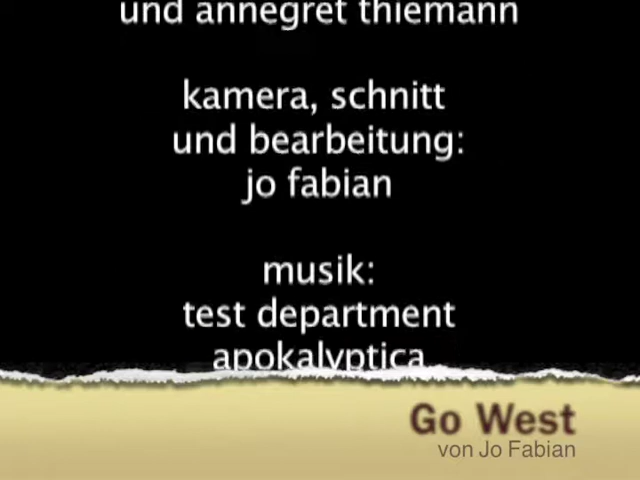 und annegret thiemann
kamera, schnitt
und bearbeitung:
jo fabian
musik:
test department
apokalyptica
Go West
von Jo Fabian